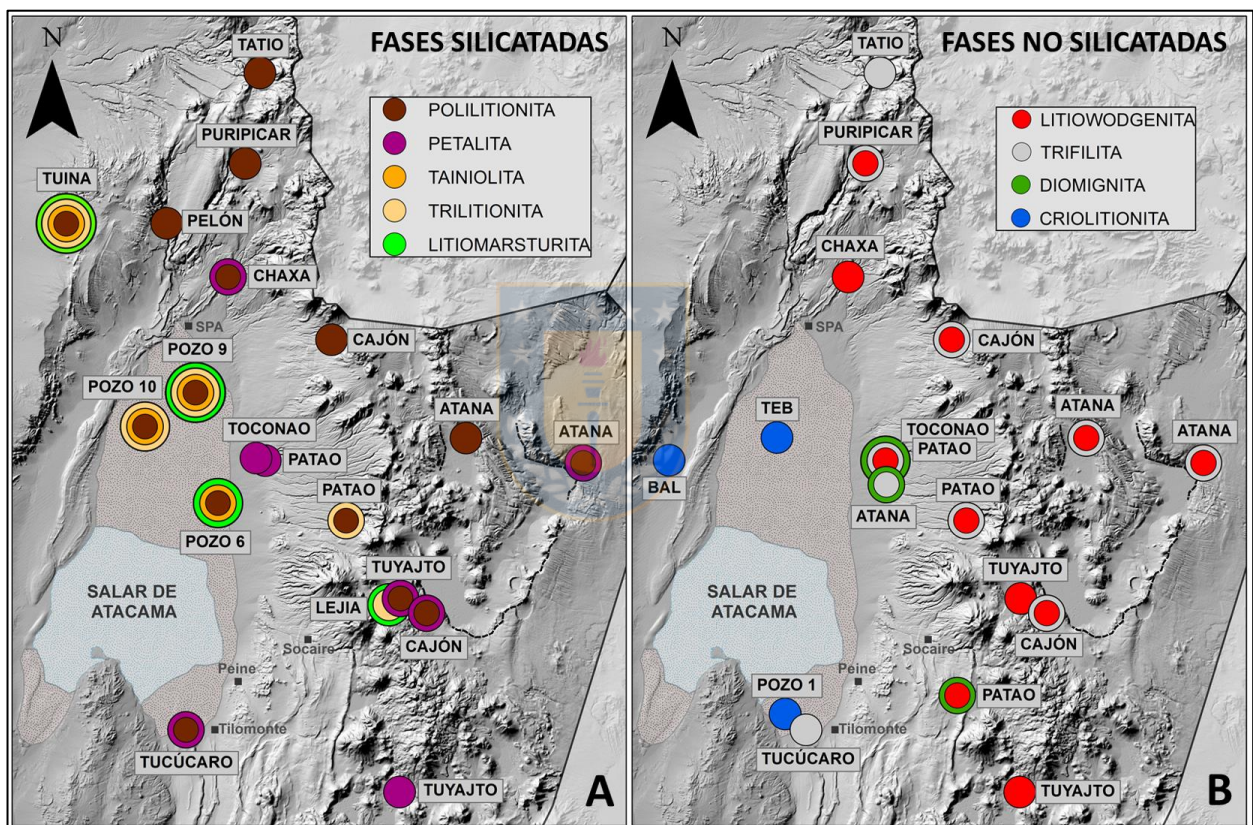 N
TATIO
FASES SILICATADAS
POLILITIONITA
PETALITA
TAINIOLITA
TRILITIONITA
LITIOMARSTURITA
PURIPICAR
TUINA
PELÓN
CHAXA
SPA
CAJÓN
POZO 9
POZO 10
TOCONAO
ATANA
ATANA
PATAO
PATAO
POZO 6
TUYAJTO
SALAR DE
ATACAMA
LEJIA
CAJÓN
Socaire
Peine
Tilomonte
TUCÚCARO
TUYAJTO
A
N
TATIO
FASES NO SILICATADAS
LITIOWODGENITA
TRIFILITA
DIOMIGNITA
CRIOLITIONITA
PURIPICAR
CHAXA
SPA
CAJÓN
TEB
TOCONAO
PATAO
ATANA
ATANA
BAL
PATAO
ATANA
TUYAJTO
SALAR DE
ATACAMA
CAJÓN
Socaire
Peine
POZO 1
PATAO
Tilomonte
TUCÚCARO
TUYAJTO
B